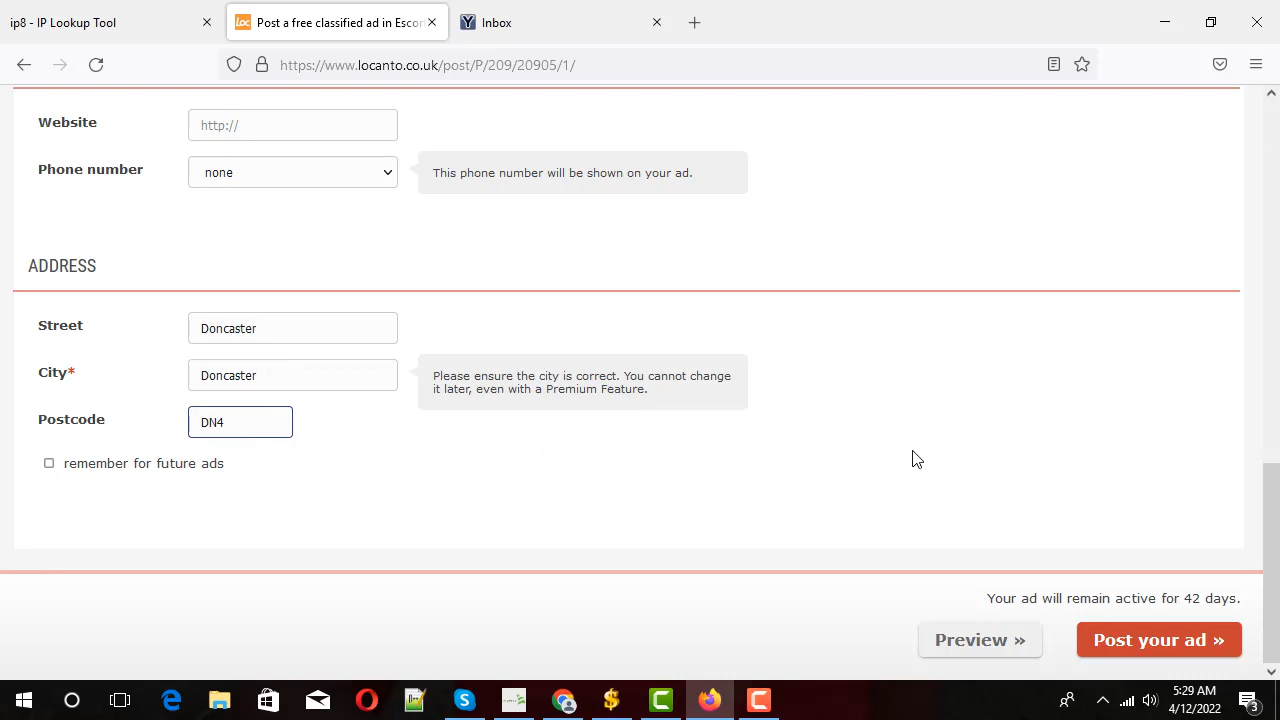 ip8 - IP Lookup Tool
loc
Post a free classified ad in Escor
Y
Inbox
https://www.locanto.co.uk/post/P/209/20905/1/
Website
http://
Phone number
none
This phone number will be shown on your ad.
ADDRESS
Street
Doncaster
City*
Doncaster
Please ensure the city is correct. You cannot change
it later, even with a Premium Feature.
Postcode
DN4
remember for future ads
Your ad will remain active for 42 days.
Preview »
Post your ad »
5:29 AM
4/12/2022
3